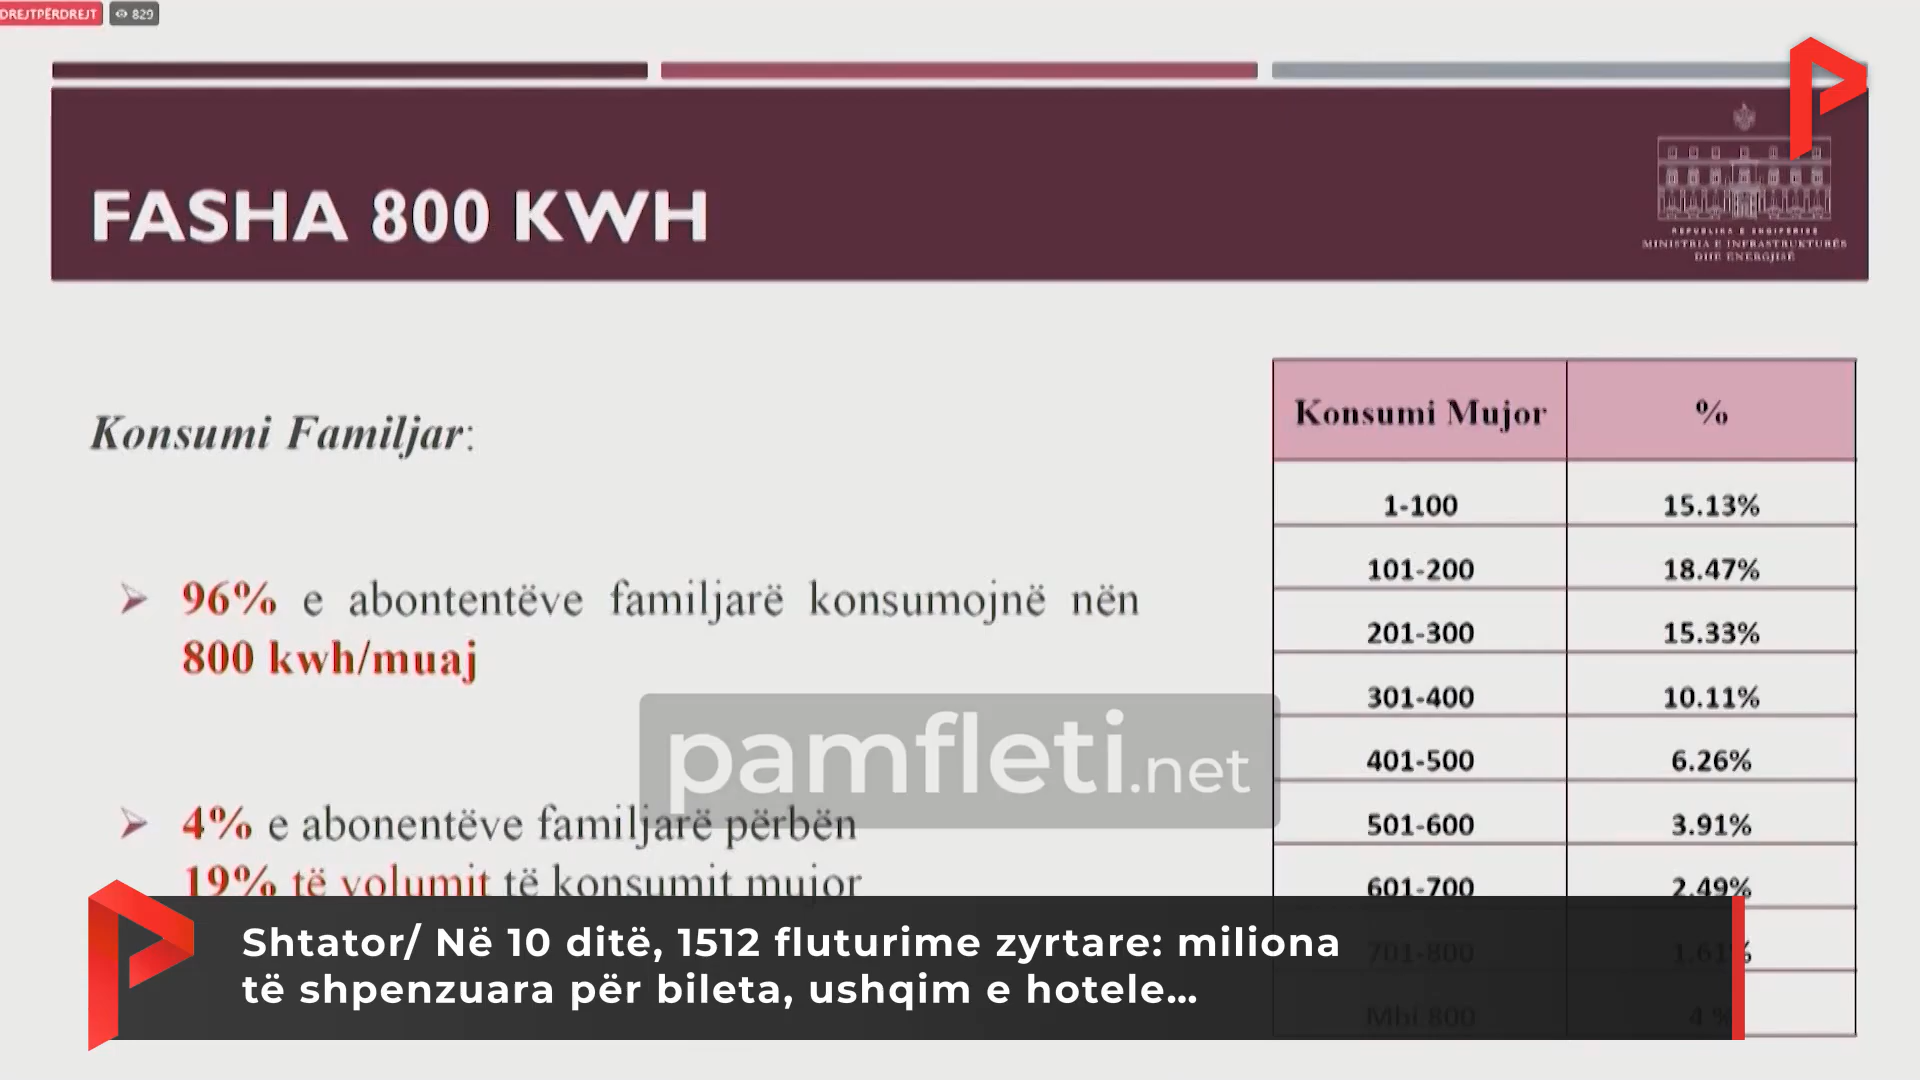 DREJTPËRDREJT
829
FASHA 800 KWH
REPUBLIKA E SHQIPËRISË
MINISTRIA E INFRASTRUKTURËS
DHE ENERGJISË
Konsumi Familjar:
96% e abontentëve familjarë konsumojnë nën
800 kwh/muaj
4% e abonentëve familjarë përbën
19% të volumit të konsumit mujor
Konsumi Mujor %
1-100 15.13%
101-200 18.47%
201-300 15.33%
301-400 10.11%
401-500 6.26%
501-600 3.91%
601-700 2.49%
701-800 1.61%
Mbi 800 4 %
pamfleti.net
Shtator/ Në 10 ditë, 1512 fluturime zyrtare: miliona
të shpenzuara për bileta, ushqim e hotele...